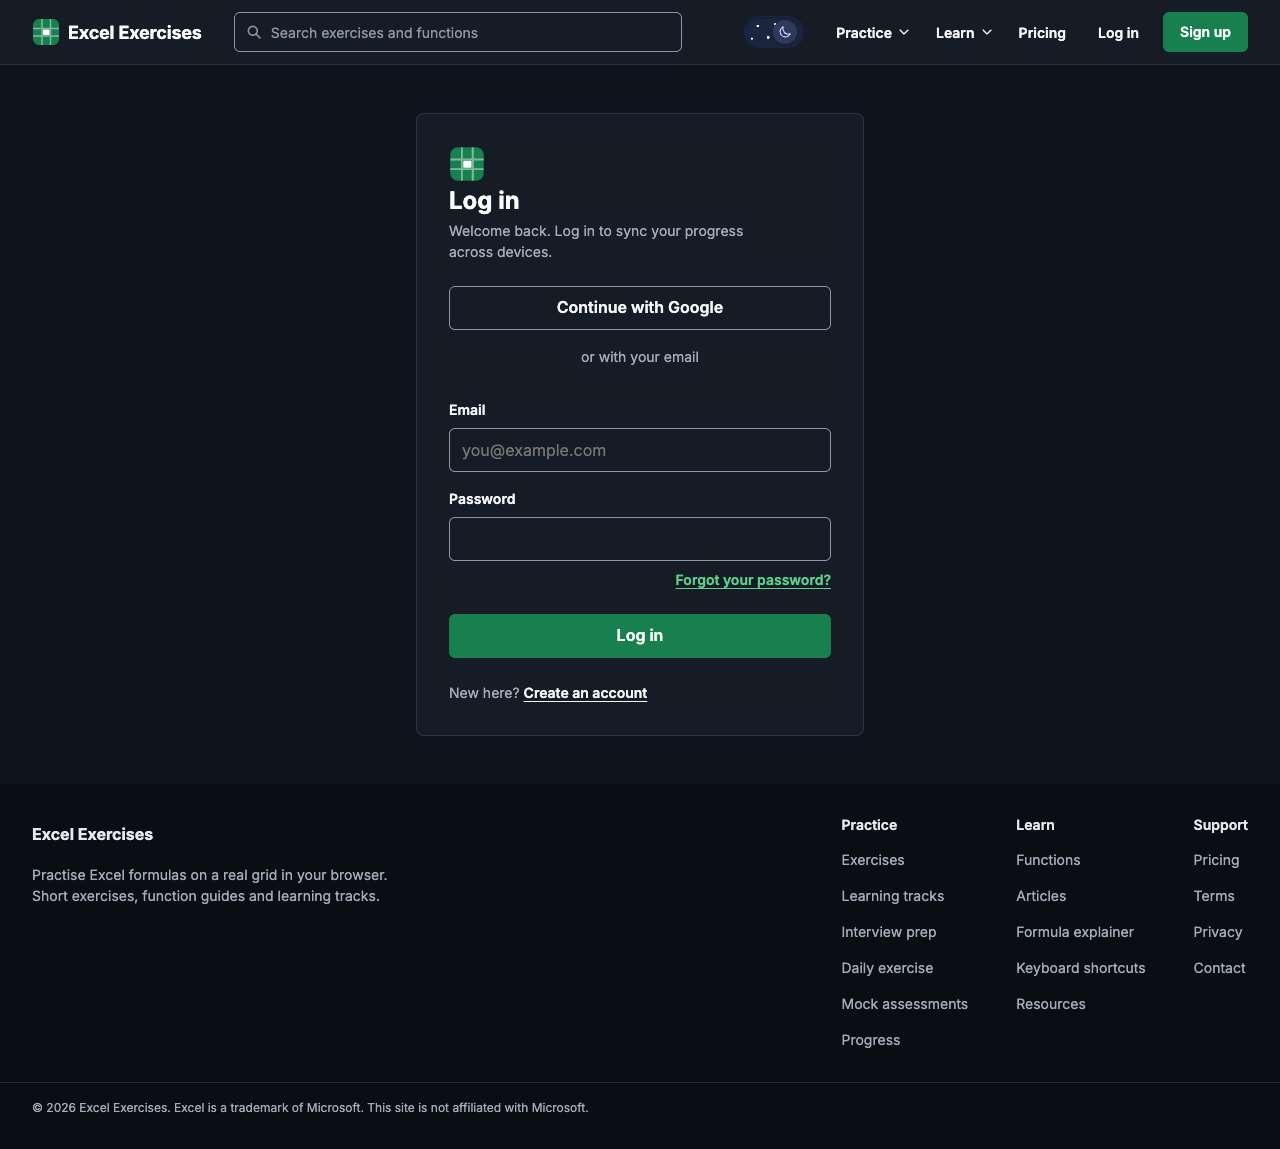 Excel Exercises
Search exercises and functions
Practice
Learn
Pricing
Log in
Sign up
Log in
Welcome back. Log in to sync your progress
across devices.
Continue with Google
or with your email
Email
you@example.com
Password
Forgot your password?
Log in
New here? Create an account
Excel Exercises
Practise Excel formulas on a real grid in your browser.
Short exercises, function guides and learning tracks.
Practice
Exercises
Learning tracks
Interview prep
Daily exercise
Mock assessments
Progress
Learn
Functions
Articles
Formula explainer
Keyboard shortcuts
Resources
Support
Pricing
Terms
Privacy
Contact
© 2026 Excel Exercises. Excel is a trademark of Microsoft. This site is not affiliated with Microsoft.